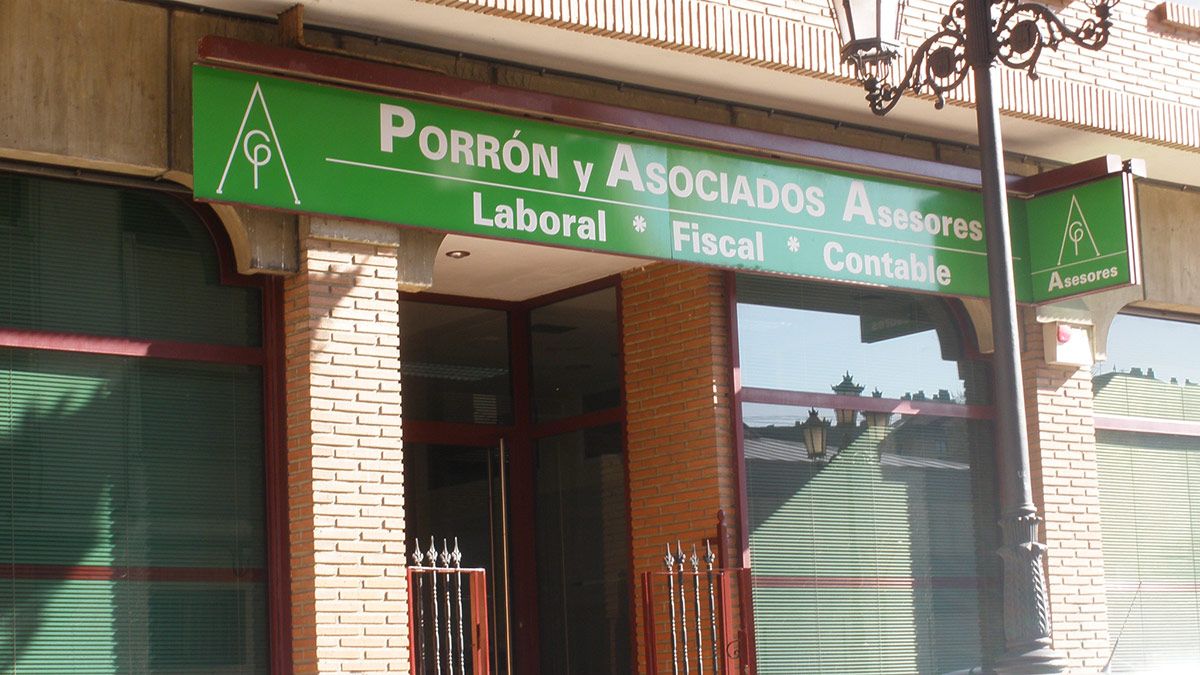 PORRÓN y ASOCIADOS Asesores
Laboral * Fiscal * Contable
Asesores